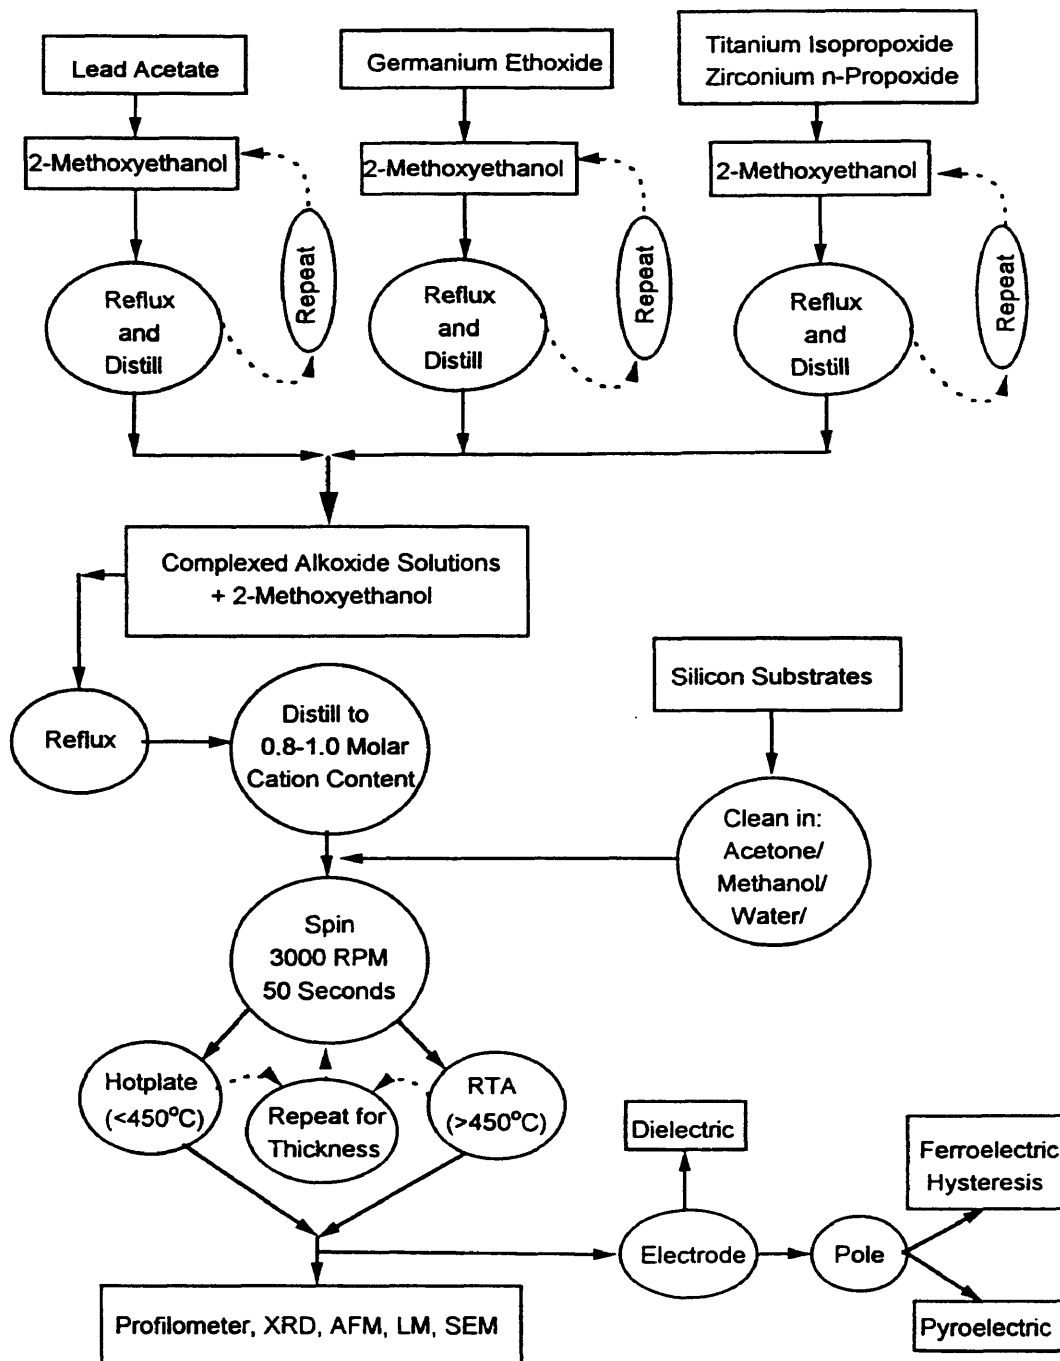 Lead Acetate
Germanium Ethoxide
Titanium Isopropoxide
Zirconium n-Propoxide
2-Methoxyethanol
2-Methoxyethanol
2-Methoxyethanol
Reflux
and
Distill
Repeat
Reflux
and
Distill
Repeat
Reflux
and
Distill
Repeat
Complexed Alkoxide Solutions
+ 2-Methoxyethanol
Silicon Substrates
Reflux
Distill to
0.8-1.0 Molar
Cation Content
Clean in:
Acetone/
Methanol/
Water/
Spin
3000 RPM
50 Seconds
Hotplate
(<450°C)
Repeat for
Thickness
RTA
(>450°C)
Dielectric
Ferroelectric
Hysteresis
Electrode
Pole
Profilometer, XRD, AFM, LM, SEM
Pyroelectric